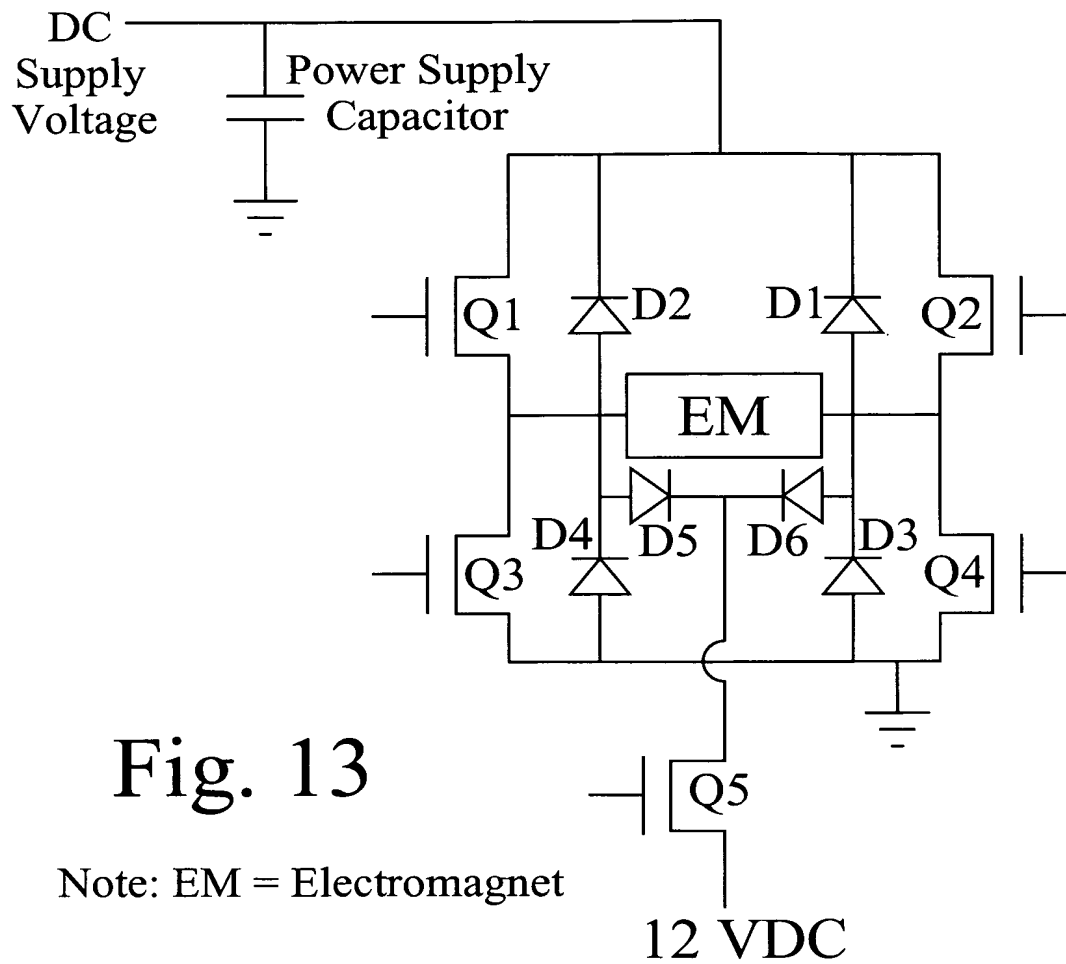 DC
Supply
Voltage
Power Supply
Capacitor
Q1
D2
D1
Q2
EM
Q3
D4
D5
D6
D3
Q4
Fig. 13
Q5
Note: EM = Electromagnet
12 VDC